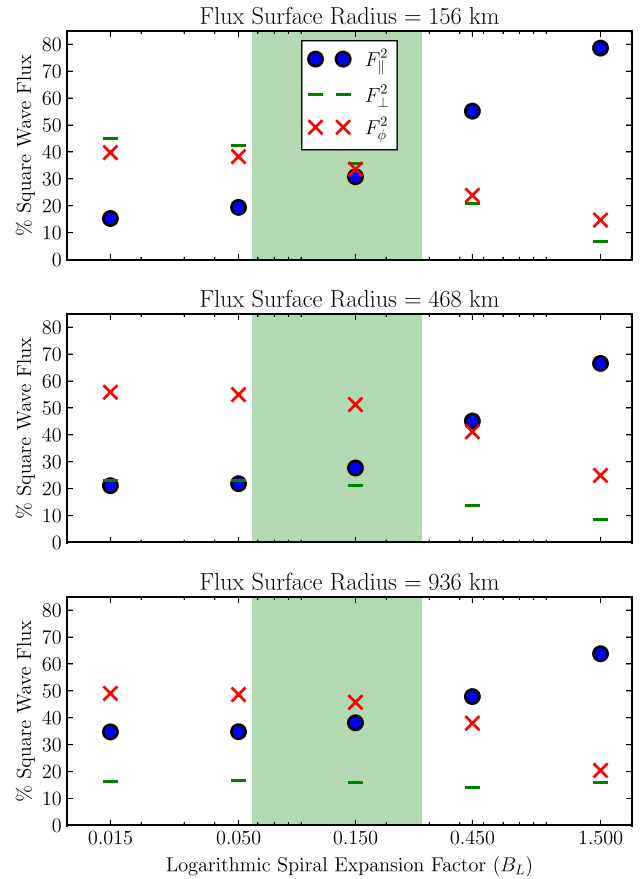 Flux Surface Radius = 156 km
% Square Wave Flux
80
70
60
50
40
30
20
10
0
F∥²
F⊥²
Fϕ²
Flux Surface Radius = 468 km
% Square Wave Flux
80
70
60
50
40
30
20
10
0
Flux Surface Radius = 936 km
% Square Wave Flux
80
70
60
50
40
30
20
10
0
0.015 0.050 0.150 0.450 1.500
Logarithmic Spiral Expansion Factor (B_L)